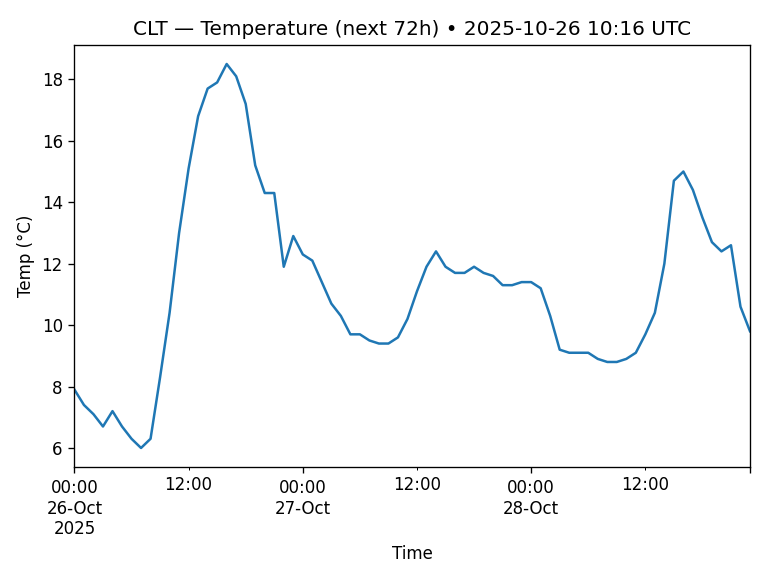 CLT — Temperature (next 72h) • 2025-10-26 10:16 UTC
18
16
14
12
10
8
6
Temp (°C)
00:00 12:00 00:00 12:00 00:00 12:00
26-Oct 27-Oct 28-Oct
2025
Time